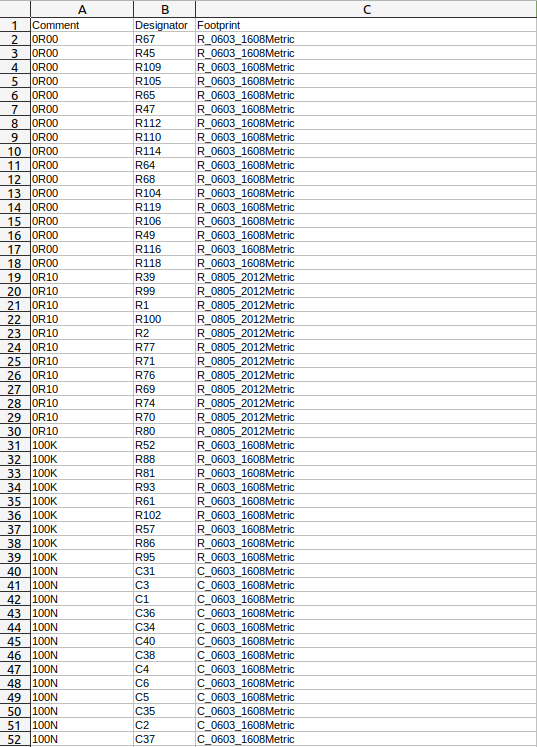 A B C
1 Comment Designator Footprint
2 0R00 R67 R_0603_1608Metric
3 0R00 R45 R_0603_1608Metric
4 0R00 R109 R_0603_1608Metric
5 0R00 R105 R_0603_1608Metric
6 0R00 R65 R_0603_1608Metric
7 0R00 R47 R_0603_1608Metric
8 0R00 R112 R_0603_1608Metric
9 0R00 R110 R_0603_1608Metric
10 0R00 R114 R_0603_1608Metric
11 0R00 R64 R_0603_1608Metric
12 0R00 R68 R_0603_1608Metric
13 0R00 R104 R_0603_1608Metric
14 0R00 R119 R_0603_1608Metric
15 0R00 R106 R_0603_1608Metric
16 0R00 R49 R_0603_1608Metric
17 0R00 R116 R_0603_1608Metric
18 0R00 R118 R_0603_1608Metric
19 0R10 R39 R_0805_2012Metric
20 0R10 R99 R_0805_2012Metric
21 0R10 R1 R_0805_2012Metric
22 0R10 R100 R_0805_2012Metric
23 0R10 R2 R_0805_2012Metric
24 0R10 R77 R_0805_2012Metric
25 0R10 R71 R_0805_2012Metric
26 0R10 R76 R_0805_2012Metric
27 0R10 R69 R_0805_2012Metric
28 0R10 R74 R_0805_2012Metric
29 0R10 R70 R_0805_2012Metric
30 0R10 R80 R_0805_2012Metric
31 100K R52 R_0603_1608Metric
32 100K R88 R_0603_1608Metric
33 100K R81 R_0603_1608Metric
34 100K R93 R_0603_1608Metric
35 100K R61 R_0603_1608Metric
36 100K R102 R_0603_1608Metric
37 100K R57 R_0603_1608Metric
38 100K R86 R_0603_1608Metric
39 100K R95 R_0603_1608Metric
40 100N C31 C_0603_1608Metric
41 100N C3 C_0603_1608Metric
42 100N C1 C_0603_1608Metric
43 100N C36 C_0603_1608Metric
44 100N C34 C_0603_1608Metric
45 100N C40 C_0603_1608Metric
46 100N C38 C_0603_1608Metric
47 100N C4 C_0603_1608Metric
48 100N C6 C_0603_1608Metric
49 100N C5 C_0603_1608Metric
50 100N C35 C_0603_1608Metric
51 100N C2 C_0603_1608Metric
52 100N C37 C_0603_1608Metric